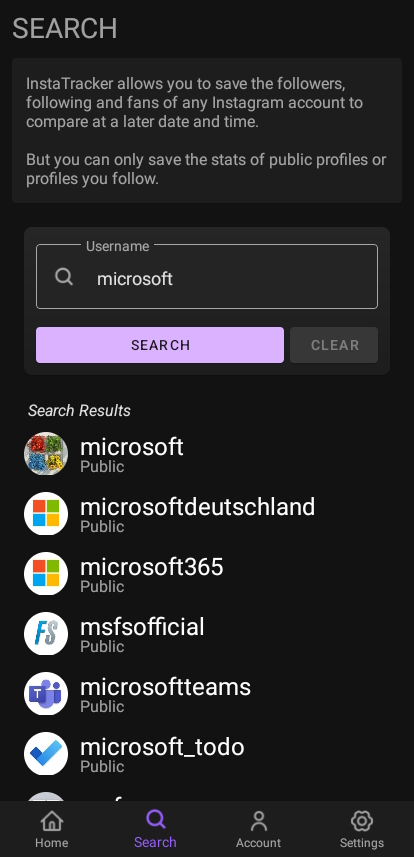 SEARCH
InstaTracker allows you to save the followers,
following and fans of any Instagram account to
compare at a later date and time.
But you can only save the stats of public profiles or
profiles you follow.
Username
microsoft
SEARCH
CLEAR
Search Results
microsoft
Public
microsoftdeutschland
Public
microsoft365
Public
FS
msfsofficial
Public
T
microsoftteams
Public
microsoft_todo
Public
Home
Search
Account
Settings